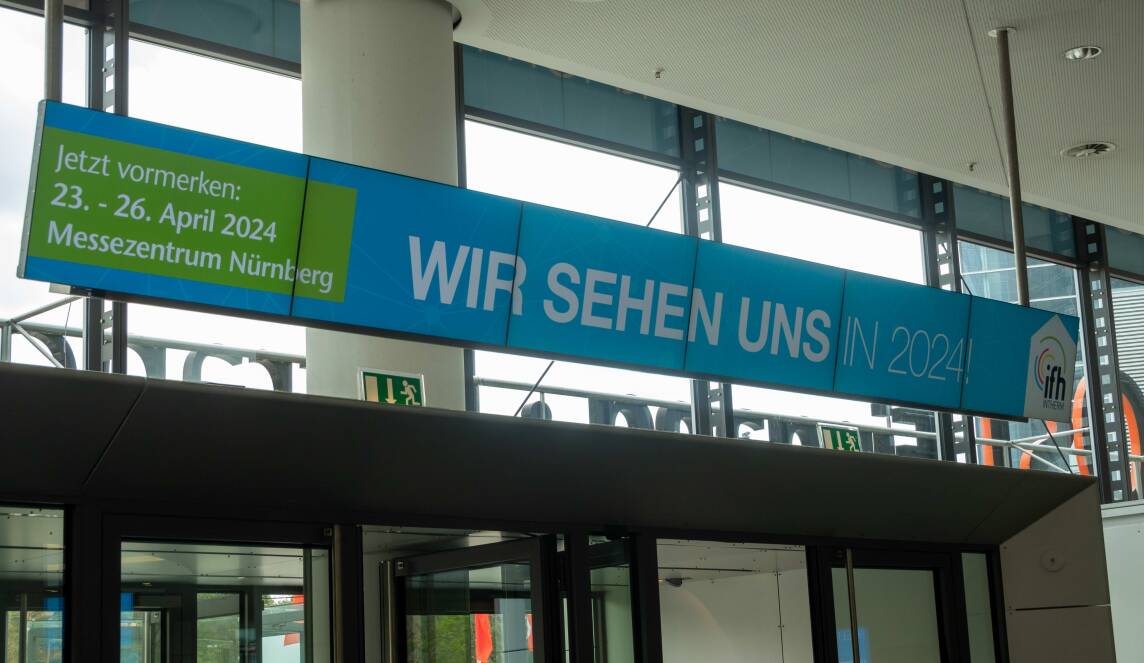 Jetzt vormerken:
23. - 26. April 2024
Messezentrum Nürnberg
WIR SEHEN UNS IN 2024!
ifh
INTHERM